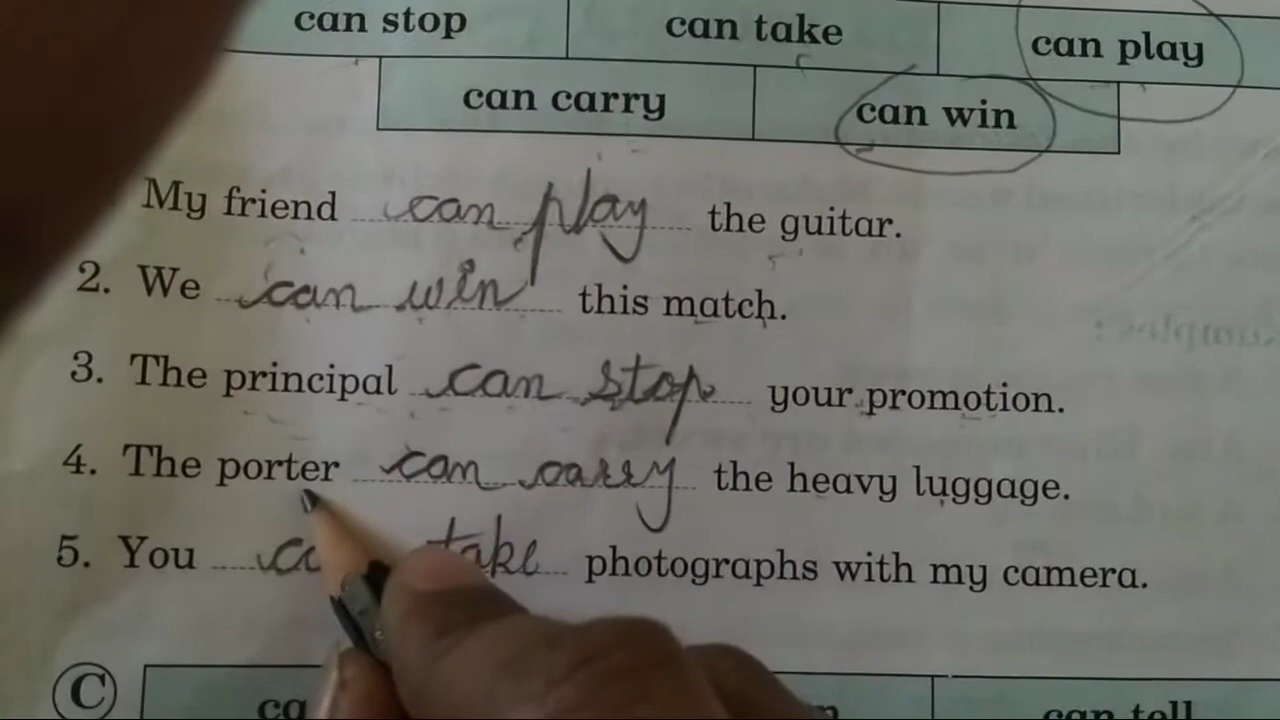 can stop can take can play
can carry can win
My friend can play the guitar.
2. We can win this match.
3. The principal can stop your promotion.
4. The porter can carry the heavy luggage.
5. You take photographs with my camera.
C can tell